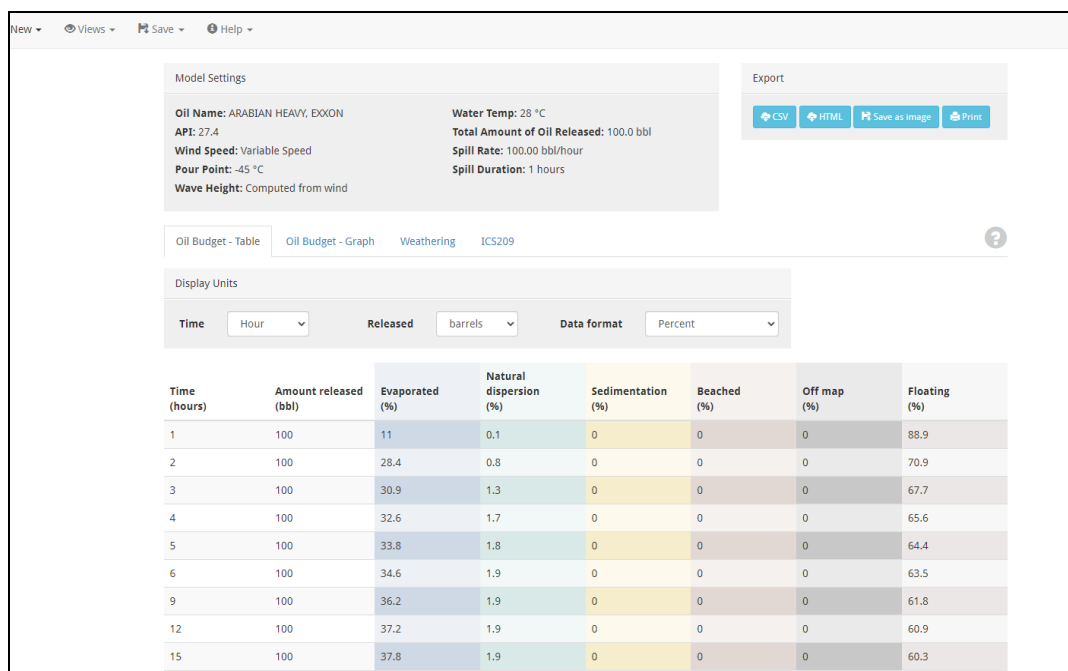 New Views Save Help
Model Settings
Export
Oil Name: ARABIAN HEAVY, EXXON
API: 27.4
Wind Speed: Variable Speed
Pour Point: -45 °C
Wave Height: Computed from wind
Water Temp: 28 °C
Total Amount of Oil Released: 100.0 bbl
Spill Rate: 100.00 bbl/hour
Spill Duration: 1 hours
CSV HTML Save as image Print
Oil Budget - Table Oil Budget - Graph Weathering ICS209 ?
Display Units
Time Hour Released barrels Data format Percent
Time (hours) Amount released (bbl) Evaporated (%) Natural dispersion (%) Sedimentation (%) Beached (%) Off map (%) Floating (%)
1 100 11 0.1 0 0 0 88.9
2 100 28.4 0.8 0 0 0 70.9
3 100 30.9 1.3 0 0 0 67.7
4 100 32.6 1.7 0 0 0 65.6
5 100 33.8 1.8 0 0 0 64.4
6 100 34.6 1.9 0 0 0 63.5
9 100 36.2 1.9 0 0 0 61.8
12 100 37.2 1.9 0 0 0 60.9
15 100 37.8 1.9 0 0 0 60.3